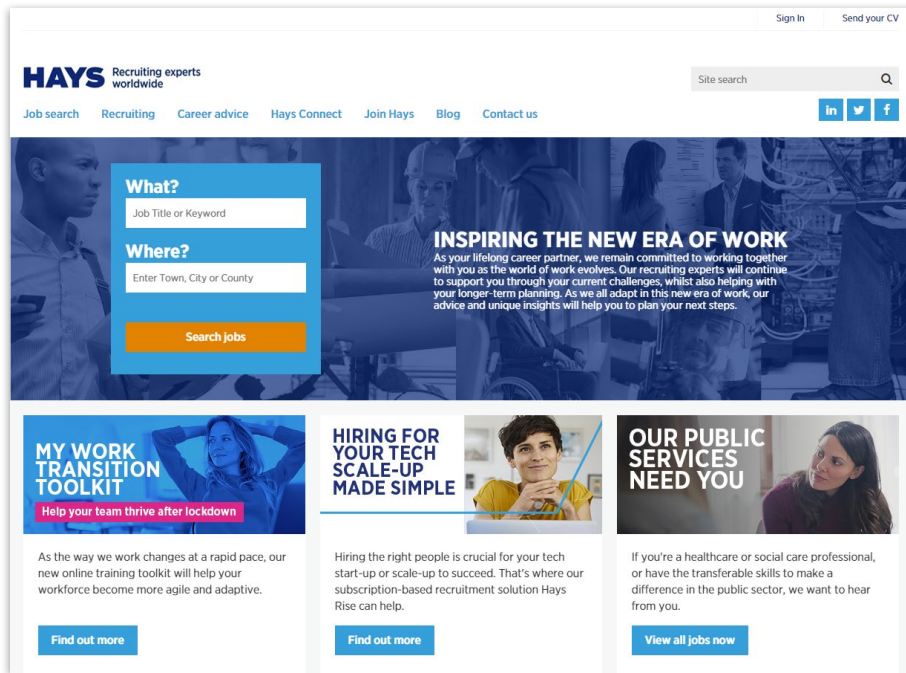 Sign In
Send your CV
HAYS Recruiting experts
worldwide
Site search
Job search Recruiting Career advice Hays Connect Join Hays Blog Contact us
in
f
What?
Job Title or Keyword
Where?
Enter Town, City or County
Search jobs
INSPIRING THE NEW ERA OF WORK
As your lifelong career partner, we remain committed to working together
with you as the world of work evolves. Our recruiting experts will continue
to support you through your current challenges, whilst also helping with
your longer-term planning. As we all adapt in this new era of work, our
advice and unique insights will help you to plan your next steps.
MY WORK
TRANSITION
TOOLKIT
Help your team thrive after lockdown
As the way we work changes at a rapid pace, our
new online training toolkit will help your
workforce become more agile and adaptive.
Find out more
HIRING FOR
YOUR TECH
SCALE-UP
MADE SIMPLE
Hiring the right people is crucial for your tech
start-up or scale-up to succeed. That's where our
subscription-based recruitment solution Hays
Rise can help.
Find out more
OUR PUBLIC
SERVICES
NEED YOU
If you're a healthcare or social care professional,
or have the transferable skills to make a
difference in the public sector, we want to hear
from you.
View all jobs now